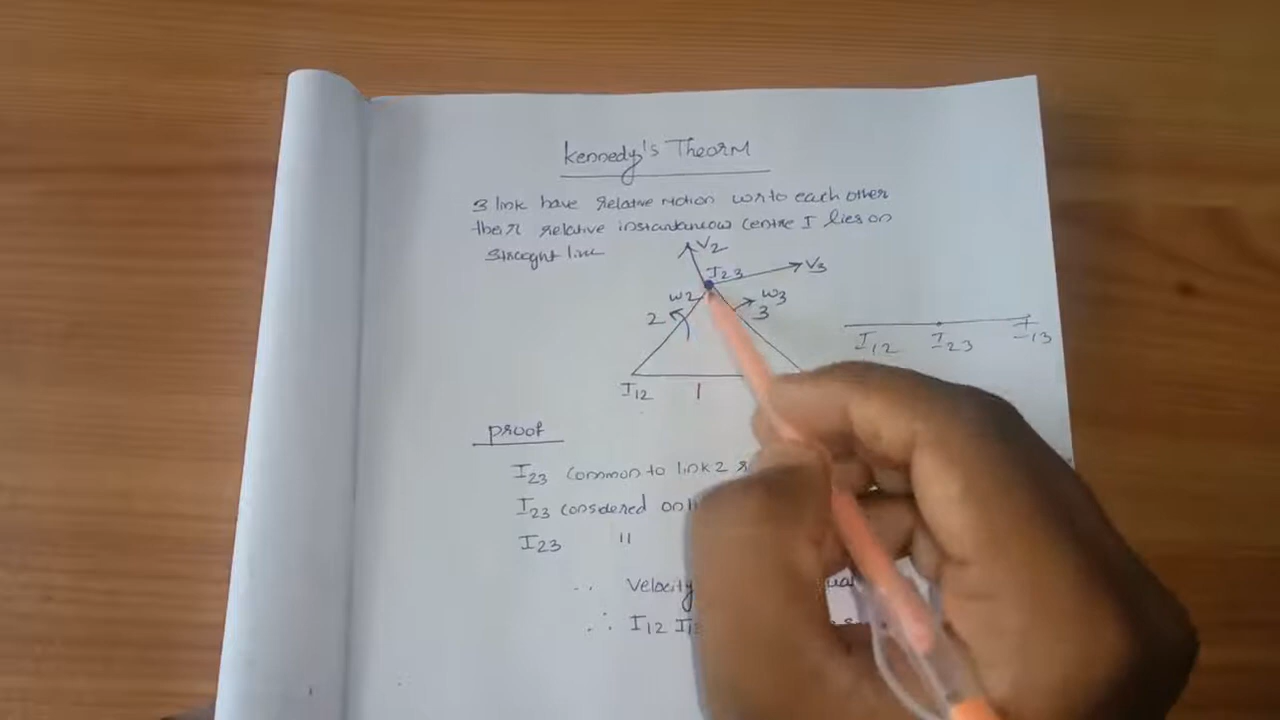 Kennedy's Theorm
3 link have relative motion wr to each other
their relative instantaneow centre I lies on
straight line
V2
I23
V3
w2
w3
2
3
I12
I23
I13
I12
1
proof
I23 common to link 2
I23 considered on
I23 "
∴ Velocity
∴ I12